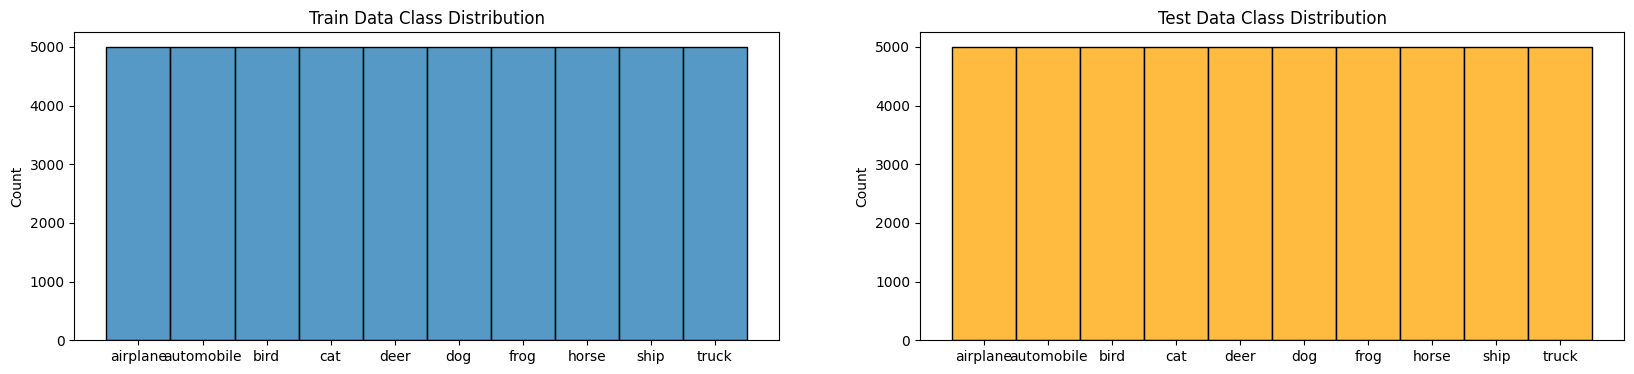 Train Data Class Distribution
5000
4000
3000
2000
1000
0
Count
airplane automobile bird cat deer dog frog horse ship truck
Test Data Class Distribution
5000
4000
3000
2000
1000
0
Count
airplane automobile bird cat deer dog frog horse ship truck